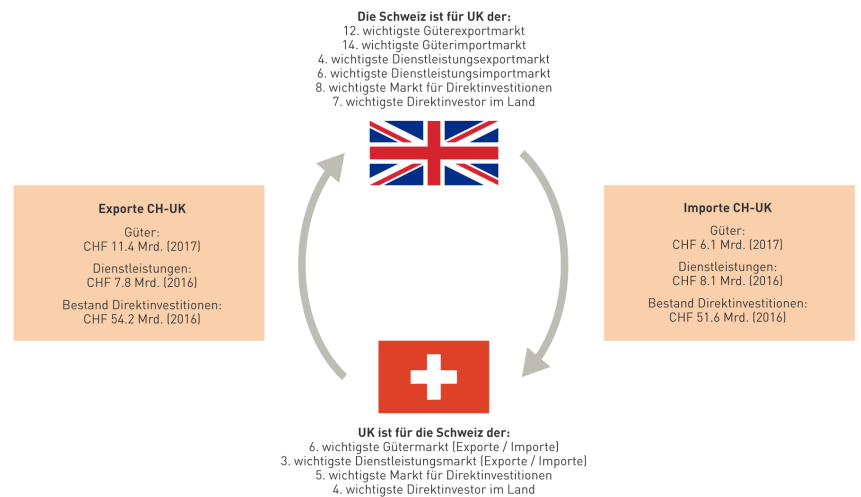 Die Schweiz ist für UK der:
12. wichtigste Güterexportmarkt
14. wichtigste Güterimportmarkt
4. wichtigste Dienstleistungsexportmarkt
6. wichtigste Dienstleistungsimportmarkt
8. wichtigste Markt für Direktinvestitionen
7. wichtigste Direktinvestor im Land
Exporte CH-UK
Güter:
CHF 11.4 Mrd. (2017)
Dienstleistungen:
CHF 7.8 Mrd. (2016)
Bestand Direktinvestitionen:
CHF 54.2 Mrd. (2016)
Importe CH-UK
Güter:
CHF 6.1 Mrd. (2017)
Dienstleistungen:
CHF 8.1 Mrd. (2016)
Bestand Direktinvestitionen:
CHF 51.6 Mrd. (2016)
UK ist für die Schweiz der:
6. wichtigste Gütermarkt (Exporte / Importe)
3. wichtigste Dienstleistungsmarkt (Exporte / Importe)
5. wichtigste Markt für Direktinvestitionen
4. wichtigste Direktinvestor im Land